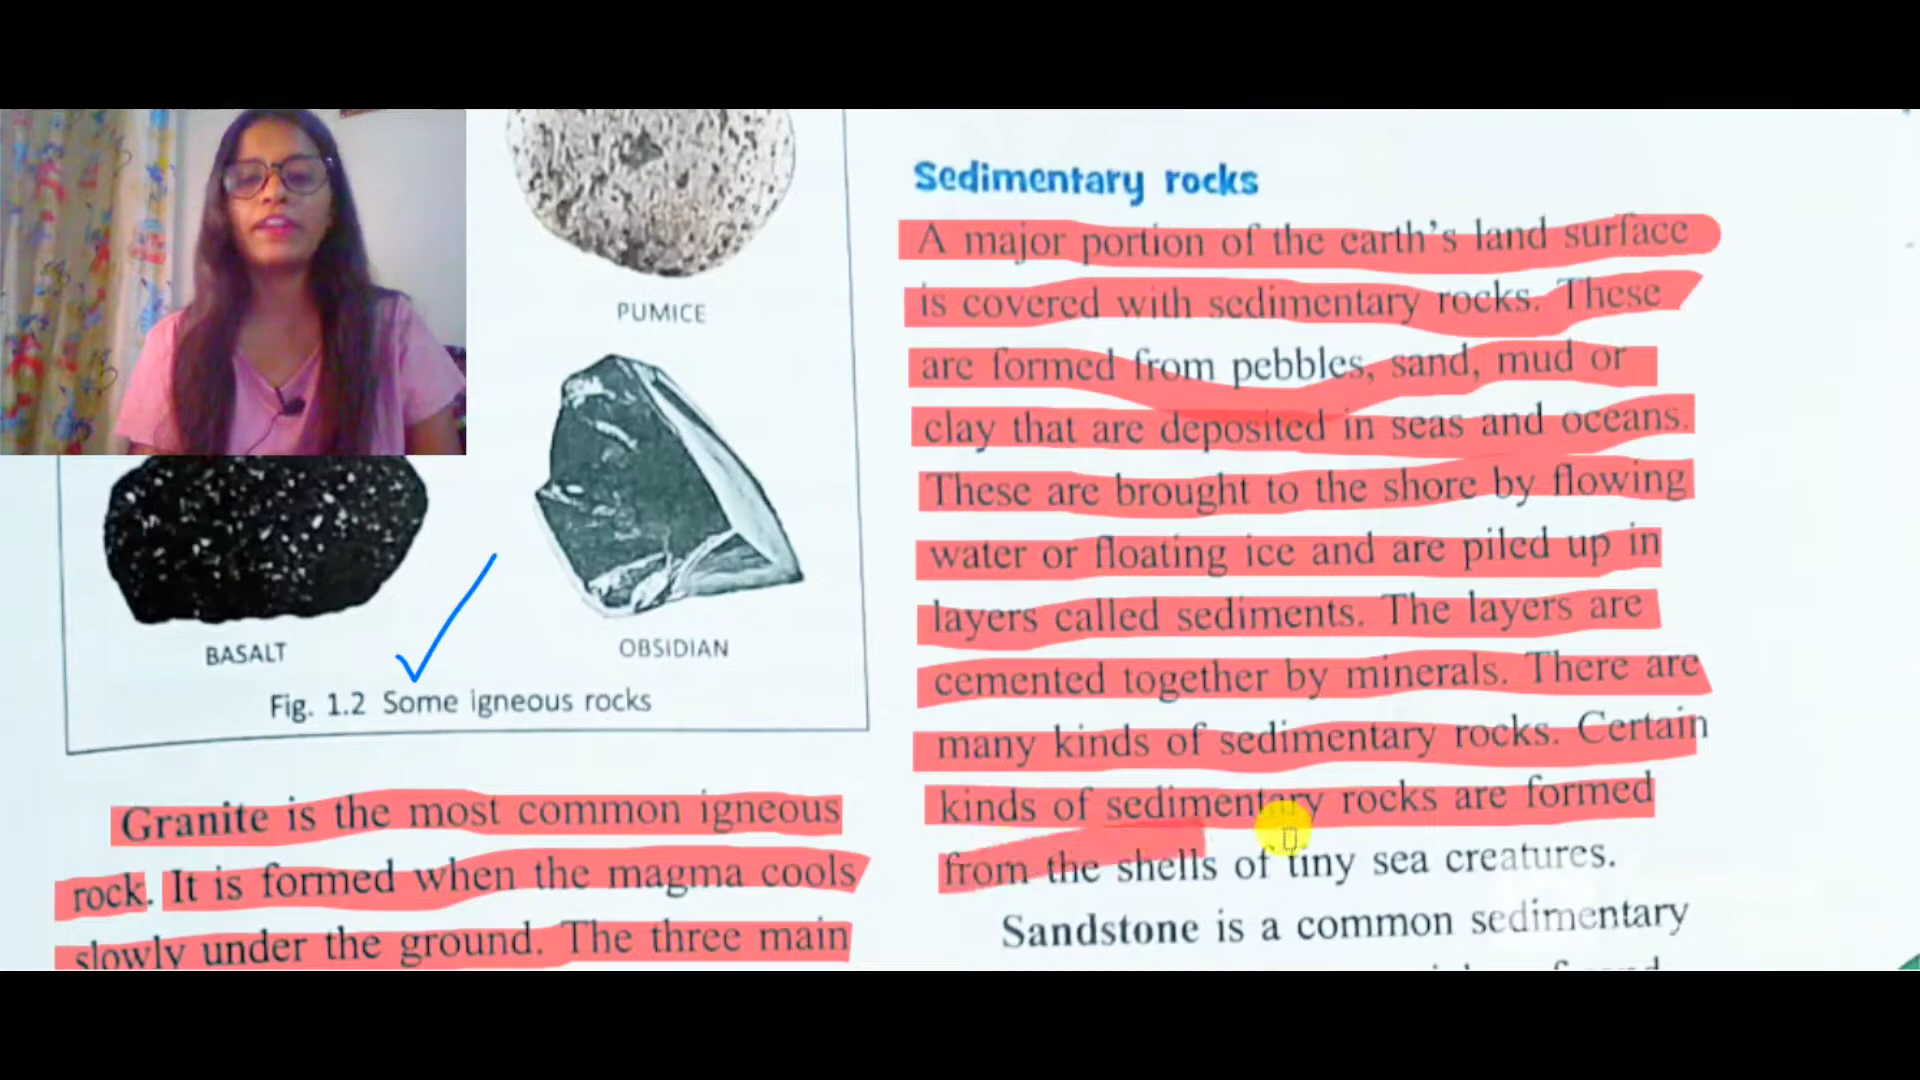 PUMICE
BASALT
OBSIDIAN
Fig. 1.2 Some igneous rocks
Granite is the most common igneous
rock. It is formed when the magma cools
slowly under the ground. The three main
Sedimentary rocks
A major portion of the earth's land surface
is covered with sedimentary rocks. These
are formed from pebbles, sand, mud or
clay that are deposited in seas and oceans.
These are brought to the shore by flowing
water or floating ice and are piled up in
layers called sediments. The layers are
cemented together by minerals. There are
many kinds of sedimentary rocks. Certain
kinds of sedimentary rocks are formed
from the shells of tiny sea creatures.
Sandstone is a common sedimentary